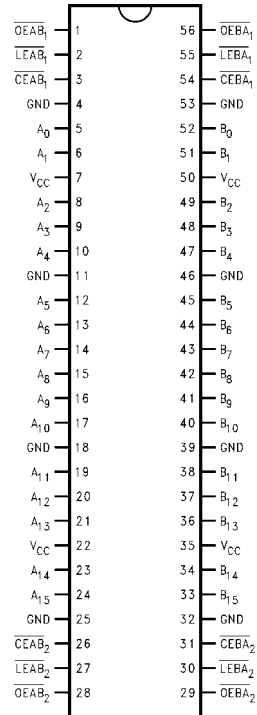 OEAB₁ 1 56 OEBA₁
LEAB₁ 2 55 LEBA₁
CEAB₁ 3 54 CEBA₁
GND 4 53 GND
A₀ 5 52 B₀
A₁ 6 51 B₁
V_CC 7 50 V_CC
A₂ 8 49 B₂
A₃ 9 48 B₃
A₄ 10 47 B₄
GND 11 46 GND
A₅ 12 45 B₅
A₆ 13 44 B₆
A₇ 14 43 B₇
A₈ 15 42 B₈
A₉ 16 41 B₉
A₁₀ 17 40 B₁₀
GND 18 39 GND
A₁₁ 19 38 B₁₁
A₁₂ 20 37 B₁₂
A₁₃ 21 36 B₁₃
V_CC 22 35 V_CC
A₁₄ 23 34 B₁₄
A₁₅ 24 33 B₁₅
GND 25 32 GND
CEAB₂ 26 31 CEBA₂
LEAB₂ 27 30 LEBA₂
OEAB₂ 28 29 OEBA₂